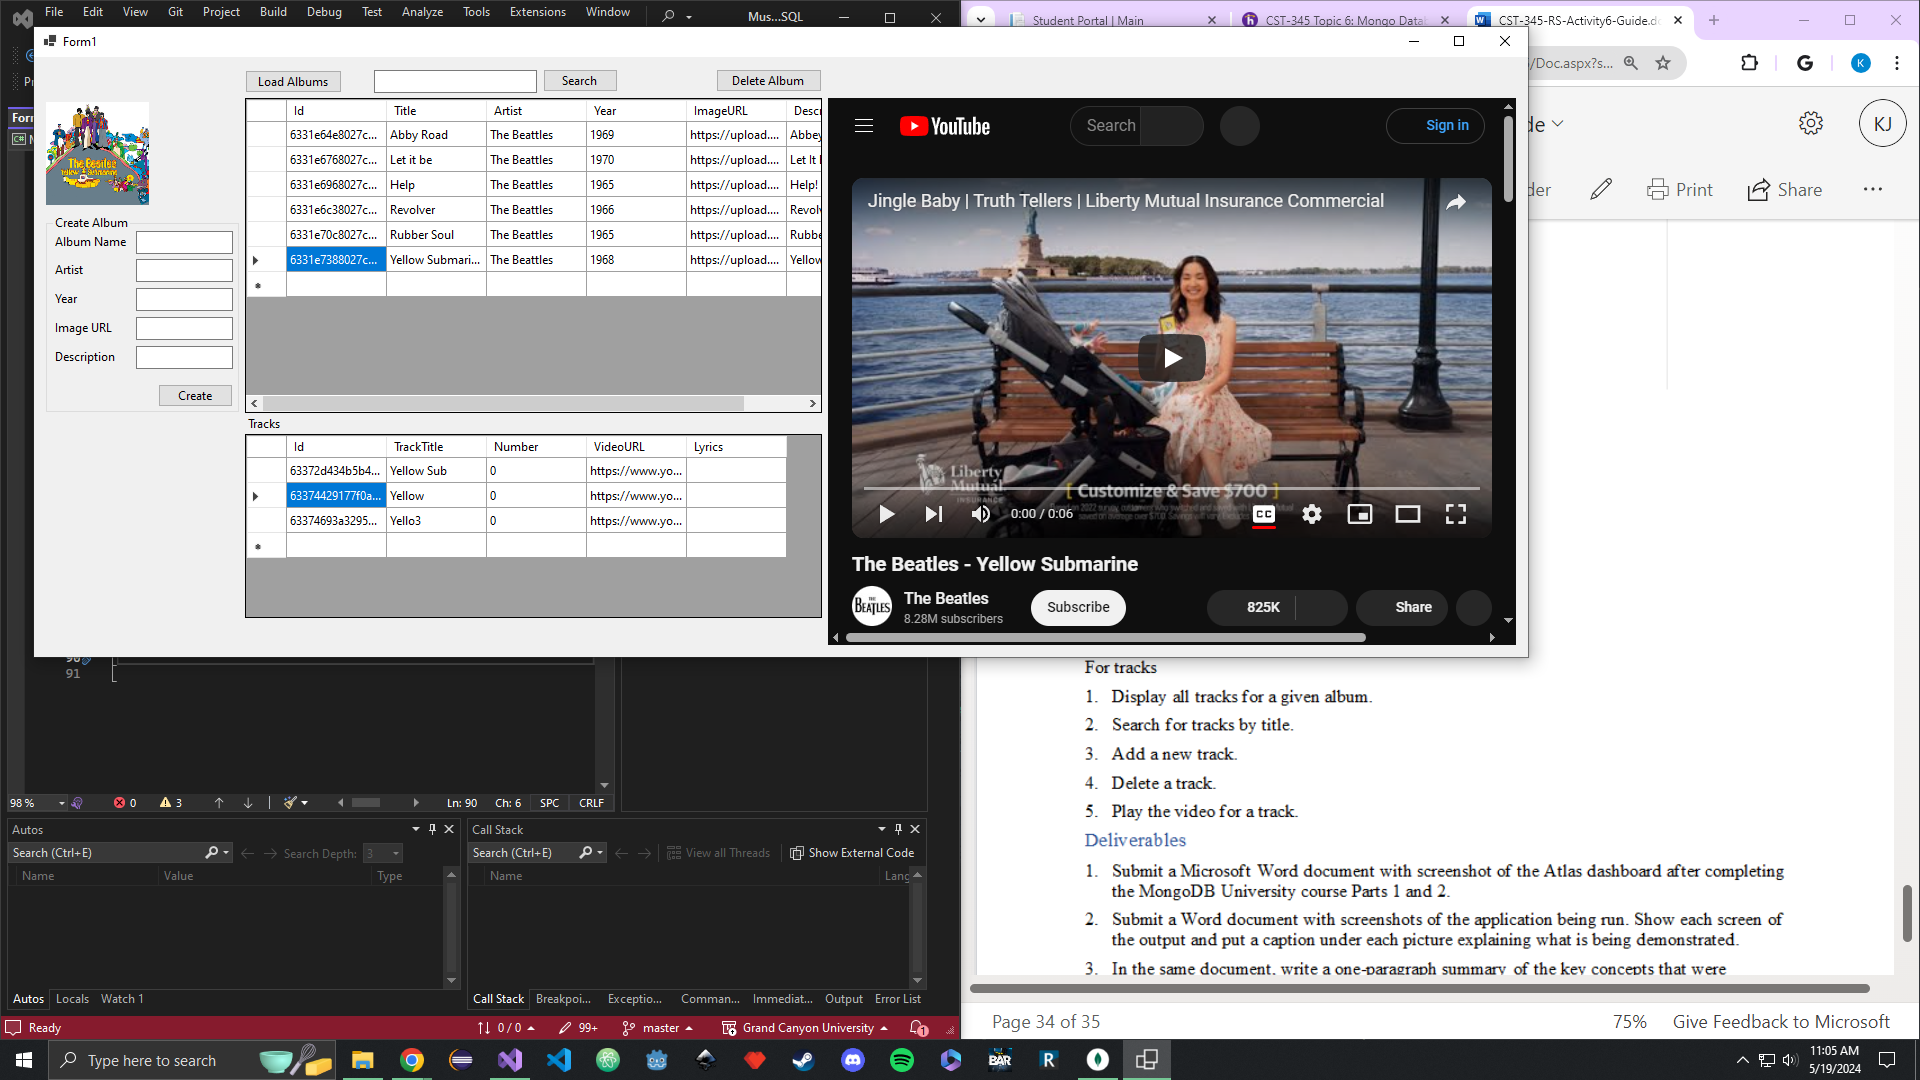 File Edit View Git Project Build Debug Test Analyze Tools Extensions Window Mus...SQL
Student Portal | Main
CST-345 Topic 6: Mongo Datab
CST-345-RS-Activity6-Guide.do
Form1
/Doc.aspx?s...
K
KJ
Print
Share
Load Albums
Search
Delete Album
Id Title Artist Year ImageURL Descr
6331e64e8027c... Abby Road The Beattles 1969 https://upload.... Abbey
6331e6768027c... Let it be The Beattles 1970 https://upload.... Let It I
6331e6968027c... Help The Beattles 1965 https://upload.... Help!
6331e6c38027c... Revolver The Beattles 1966 https://upload.... Revolv
6331e70c8027c... Rubber Soul The Beattles 1965 https://upload.... Rubbe
6331e7388027c... Yellow Submari... The Beattles 1968 https://upload.... Yellow
The Beatles
Yellow Submarine
Create Album
Album Name
Artist
Year
Image URL
Description
Create
Tracks
Id TrackTitle Number VideoURL Lyrics
63372d434b5b4... Yellow Sub 0 https://www.yo...
63374429177f0a... Yellow 0 https://www.yo...
63374693a3295... Yello3 0 https://www.yo...
YouTube
Search
Sign in
Jingle Baby | Truth Tellers | Liberty Mutual Insurance Commercial
Liberty
Mutual
INSURANCE
[ Customize & Save $700 ]
0:00 / 0:06
CC
The Beatles - Yellow Submarine
THE
BEATLES
The Beatles
8.28M subscribers
Subscribe
825K
Share
90
91
98 %
0
3
Ln: 90 Ch: 6 SPC CRLF
Autos
Search (Ctrl+E)
Search Depth: 3
Name Value Type
Autos Locals Watch 1
Call Stack
Search (Ctrl+E)
View all Threads
Show External Code
Name Lang
Call Stack Breakpoi... Exceptio... Comman... Immediat... Output Error List
Ready
0 / 0
99+
master
Grand Canyon University
1
For tracks
1. Display all tracks for a given album.
2. Search for tracks by title.
3. Add a new track.
4. Delete a track.
5. Play the video for a track.
Deliverables
1. Submit a Microsoft Word document with screenshot of the Atlas dashboard after completing
the MongoDB University course Parts 1 and 2.
2. Submit a Word document with screenshots of the application being run. Show each screen of
the output and put a caption under each picture explaining what is being demonstrated.
3. In the same document, write a one-paragraph summary of the key concepts that were
Page 34 of 35
75%
Give Feedback to Microsoft
Type here to search
BAR
R
11:05 AM
5/19/2024